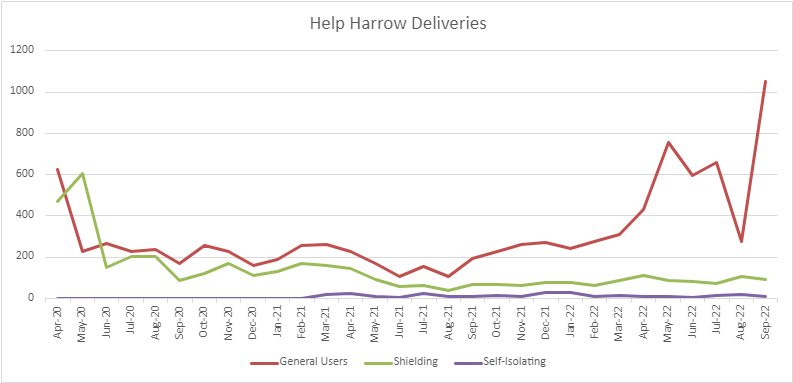 Help Harrow Deliveries
1200
1000
800
600
400
200
0
Apr-20
May-20
Jun-20
Jul-20
Aug-20
Sep-20
Oct-20
Nov-20
Dec-20
Jan-21
Feb-21
Mar-21
Apr-21
May-21
Jun-21
Jul-21
Aug-21
Sep-21
Oct-21
Nov-21
Dec-21
Jan-22
Feb-22
Mar-22
Apr-22
May-22
Jun-22
Jul-22
Aug-22
Sep-22
General Users Shielding Self-Isolating